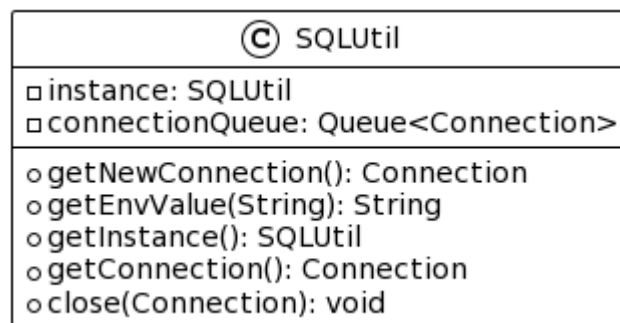 C SQLUtil
instance: SQLUtil
connectionQueue: Queue<Connection>
getNewConnection(): Connection
getEnvValue(String): String
getInstance(): SQLUtil
getConnection(): Connection
close(Connection): void